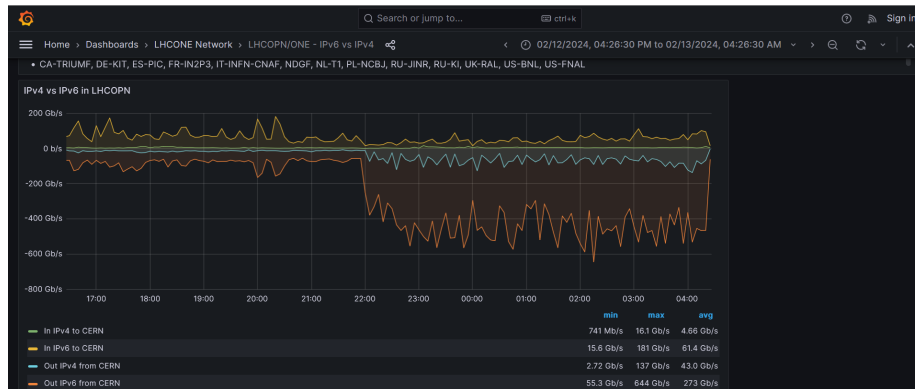 Search or jump to... ctrl+k Sign in
Home > Dashboards > LHCONE Network > LHCOPN/ONE - IPv6 vs IPv4 02/12/2024, 04:26:30 PM to 02/13/2024, 04:26:30 AM
• CA-TRIUMF, DE-KIT, ES-PIC, FR-IN2P3, IT-INFN-CNAF, NDGF, NL-T1, PL-NCBJ, RU-JINR, RU-KI, UK-RAL, US-BNL, US-FNAL
IPv4 vs IPv6 in LHCOPN
200 Gb/s
0 b/s
-200 Gb/s
-400 Gb/s
-600 Gb/s
-800 Gb/s
17:00 18:00 19:00 20:00 21:00 22:00 23:00 00:00 01:00 02:00 03:00 04:00
min max avg
In IPv4 to CERN 741 Mb/s 16.1 Gb/s 4.66 Gb/s
In IPv6 to CERN 15.6 Gb/s 181 Gb/s 61.4 Gb/s
Out IPv4 from CERN 2.72 Gb/s 137 Gb/s 43.0 Gb/s
Out IPv6 from CERN 55.3 Gb/s 644 Gb/s 273 Gb/s